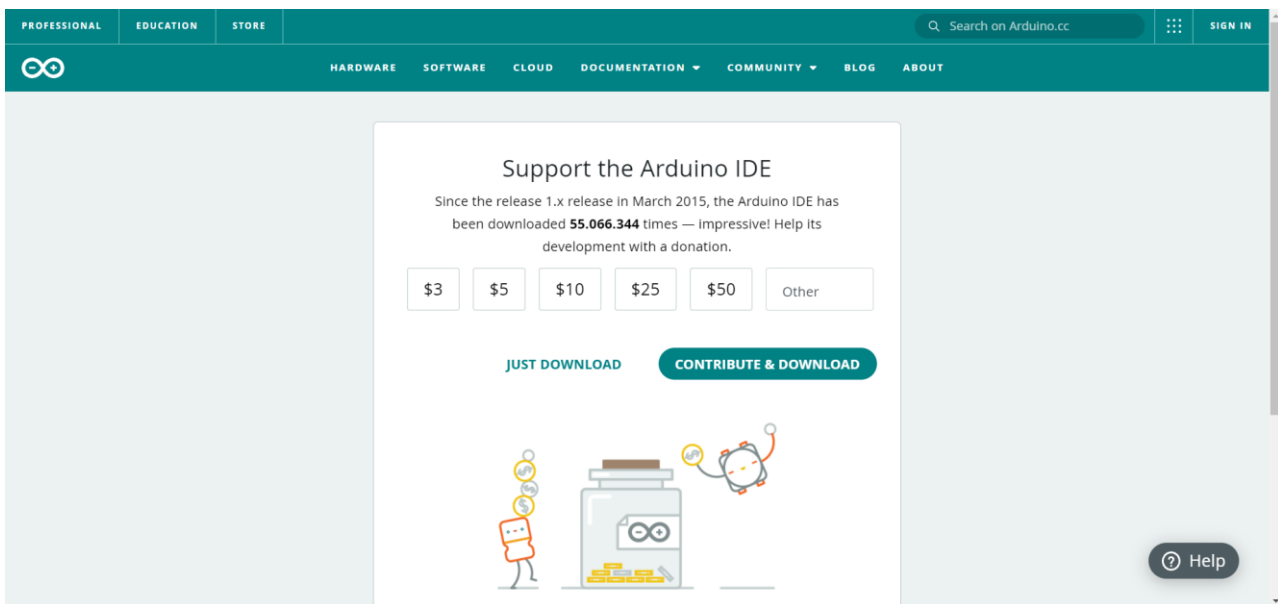 PROFESSIONAL EDUCATION STORE Search on Arduino.cc SIGN IN
HARDWARE SOFTWARE CLOUD DOCUMENTATION COMMUNITY BLOG ABOUT
Support the Arduino IDE
Since the release 1.x release in March 2015, the Arduino IDE has
been downloaded 55.066.344 times — impressive! Help its
development with a donation.
$3 $5 $10 $25 $50 Other
JUST DOWNLOAD CONTRIBUTE & DOWNLOAD
Help